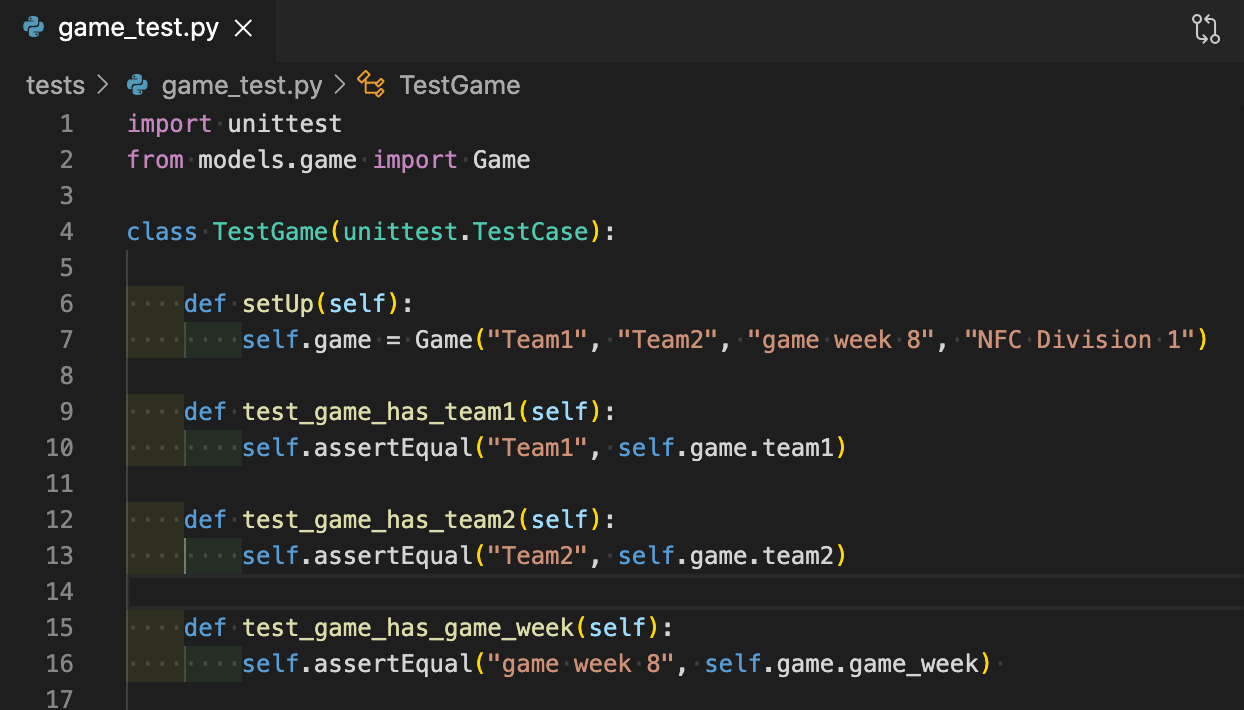 game_test.py
tests > game_test.py > TestGame
1 import unittest
2 from models.game import Game
3
4 class TestGame(unittest.TestCase):
5
6     def setUp(self):
7         self.game = Game("Team1", "Team2", "game week 8", "NFC Division 1")
8
9     def test_game_has_team1(self):
10         self.assertEqual("Team1", self.game.team1)
11
12     def test_game_has_team2(self):
13         self.assertEqual("Team2", self.game.team2)
14
15     def test_game_has_game_week(self):
16         self.assertEqual("game week 8", self.game.game_week)
17